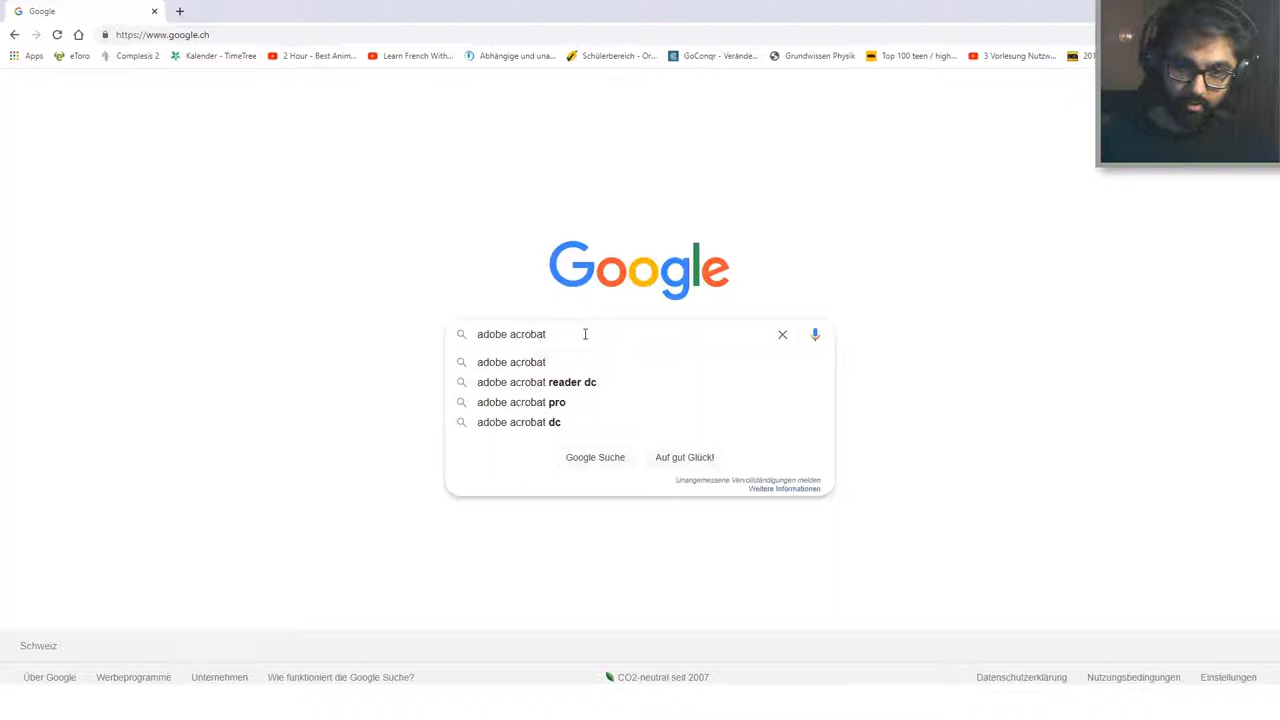 Google
https://www.google.ch
Apps eToro Complesis 2 Kalender - TimeTree 2 Hour - Best Anim... Learn French With... Abhängige und una... Schülerbereich - Or... GoConqr - Verände... Grundwissen Physik Top 100 teen / high... 3 Vorlesung Nutzw...
Google
adobe acrobat
adobe acrobat
adobe acrobat reader dc
adobe acrobat pro
adobe acrobat dc
Google Suche Auf gut Glück!
Unangemessene Vervollständigungen melden
Weitere Informationen
Schweiz
Über Google Werbeprogramme Unternehmen Wie funktioniert die Google Suche? CO2-neutral seit 2007 Datenschutzerklärung Nutzungsbedingungen Einstellungen